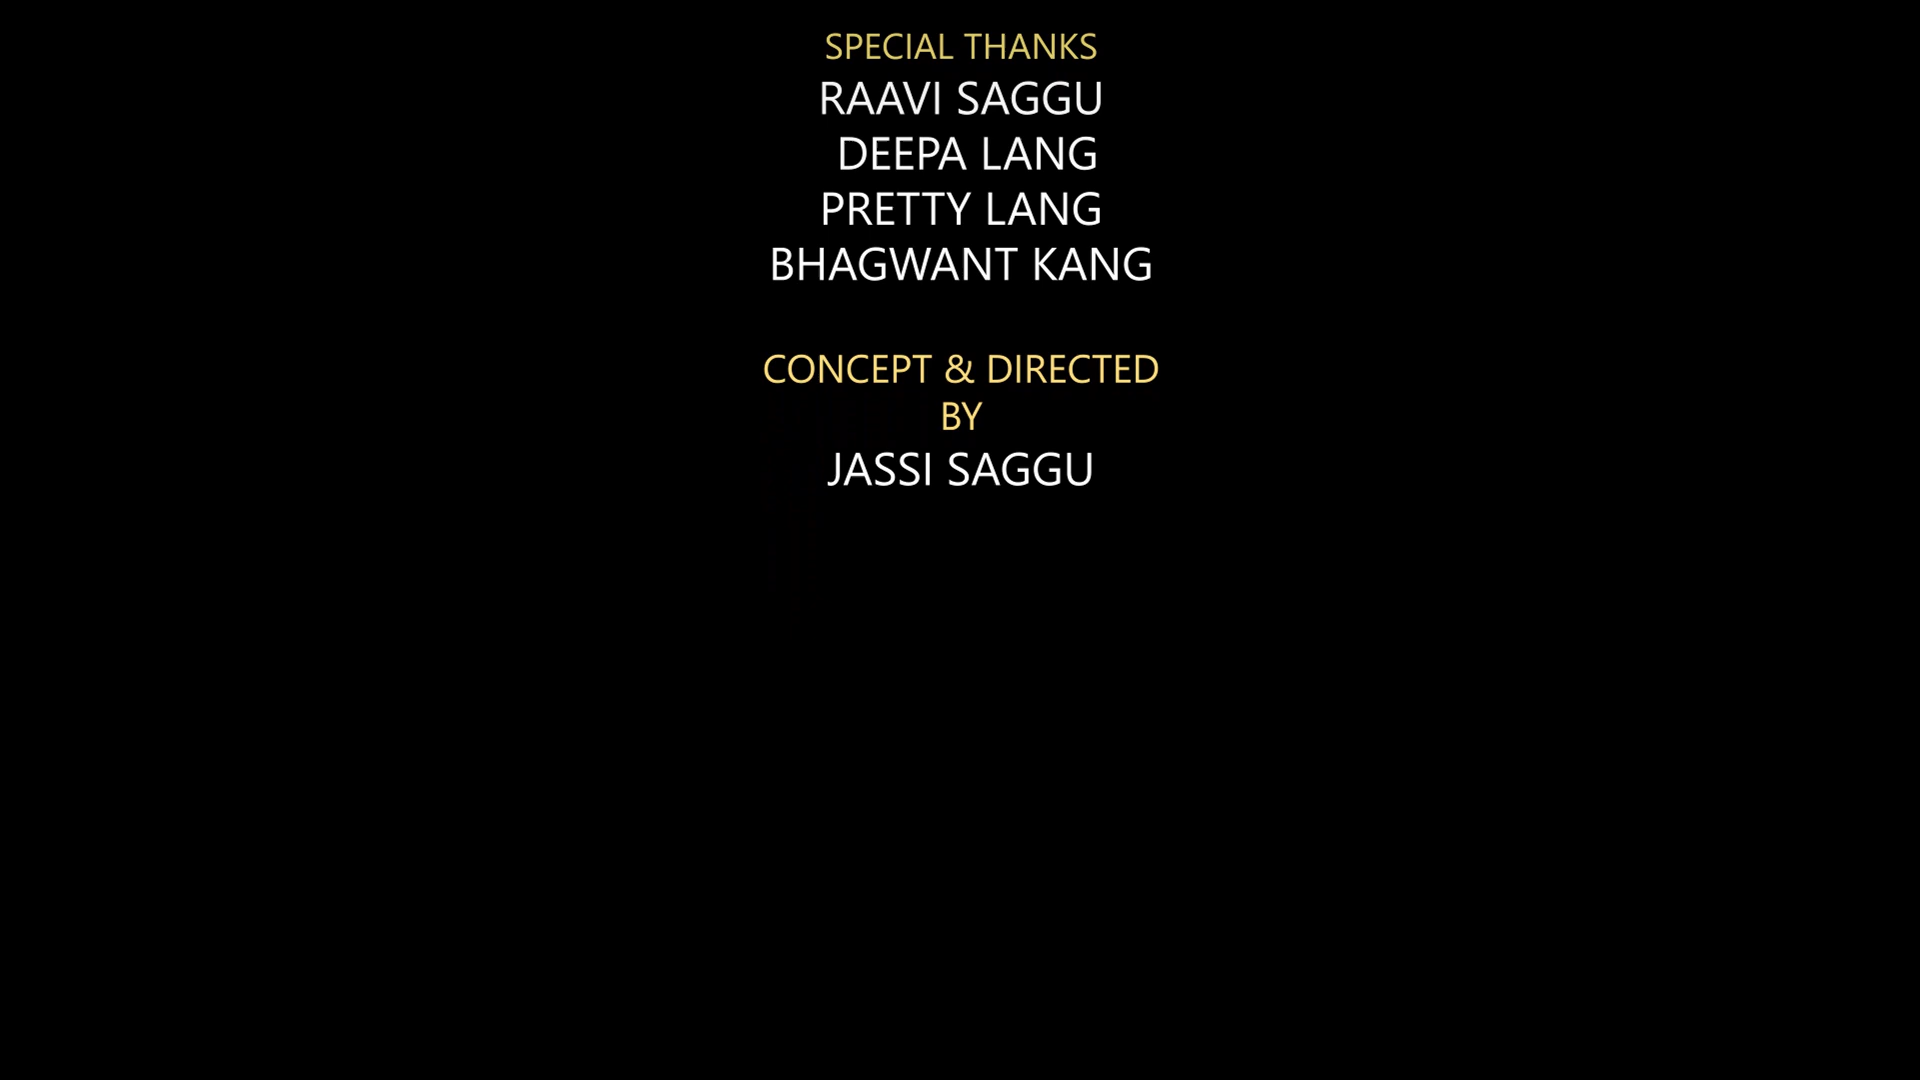 SPECIAL THANKS
RAAVI SAGGU
DEEPA LANG
PRETTY LANG
BHAGWANT KANG
CONCEPT & DIRECTED
BY
JASSI SAGGU